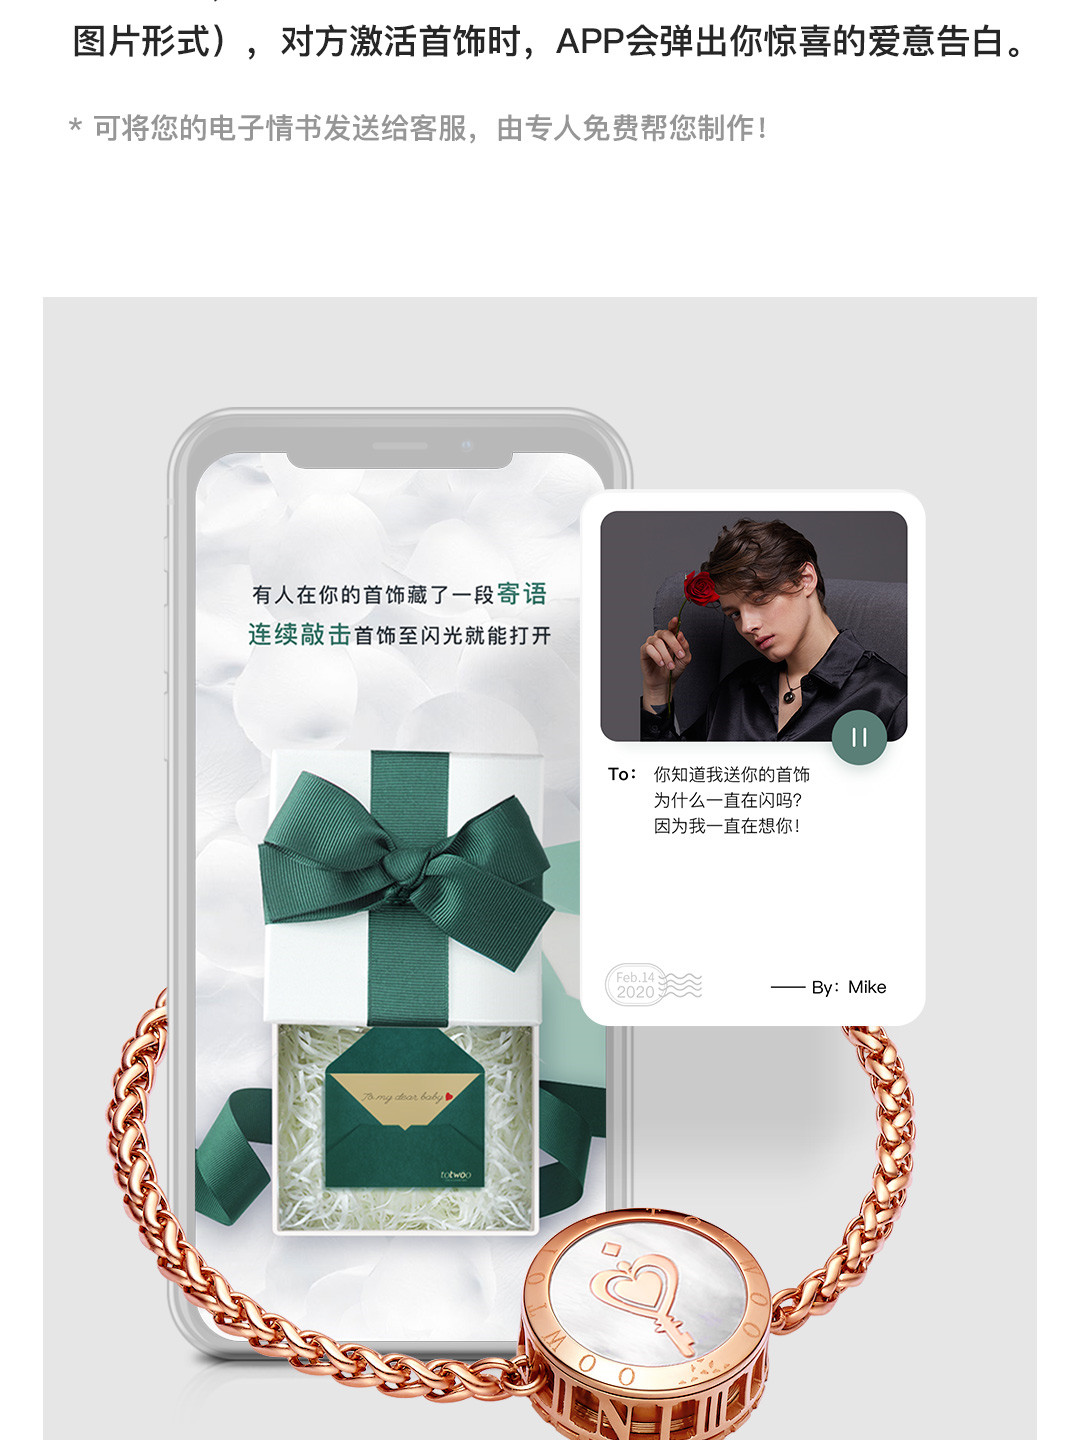 图片形式），对方激活首饰时，APP会弹出你惊喜的爱意告白。
* 可将您的电子情书发送给客服，由专人免费帮您制作！
有人在你的首饰藏了一段寄语
连续敲击首饰至闪光就能打开
To：你知道我送你的首饰
为什么一直在闪吗？
因为我一直在想你！
Feb.14
2020
—— By：Mike
To my dear baby
totwoo
TOTWOO
TOTWOO